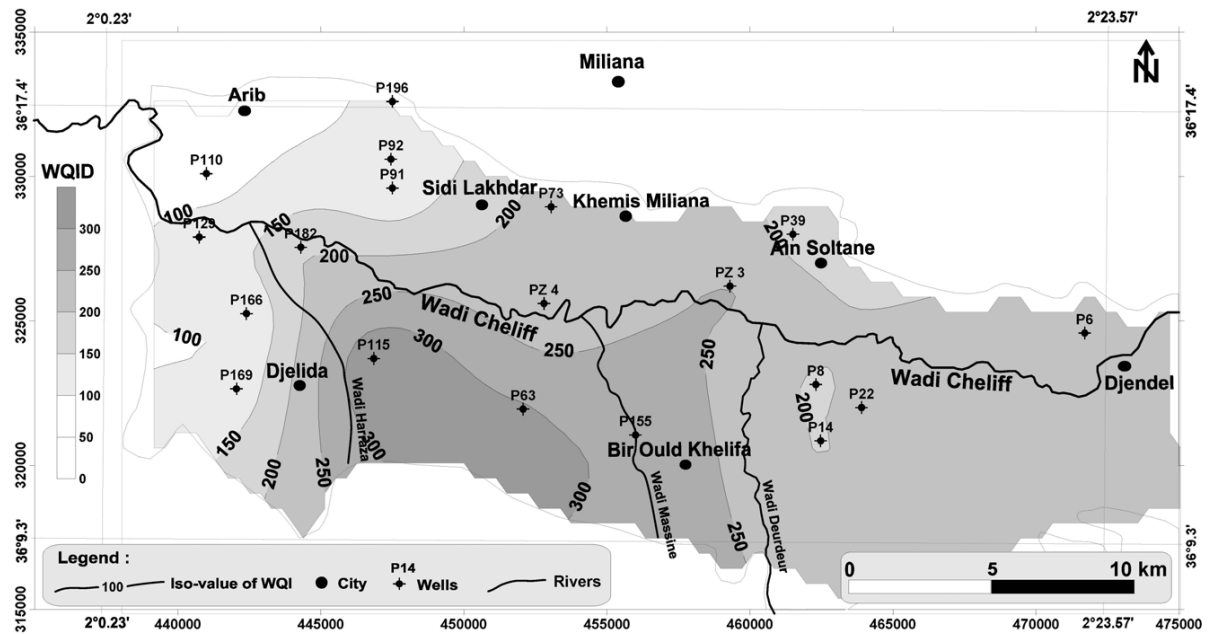 2°0.23'
2°23.57'
335000
36°17.4'
330000
325000
320000
36°9.3'
315000
36°17.4'
36°9.3'
Miliana
N
Arib
P196
P110
P92
P91
WQID
300
250
200
150
100
50
0
Sidi Lakhdar
P73
Khemis Miliana
200
100
P129
150
P182
200
P39
200
Ain Soltane
PZ 3
P166
250
PZ 4
Wadi Cheliff
100
300
250
250
P6
P115
P169
Djelida
Wadi Harraza
P63
P8
200
P22
P14
Wadi Cheliff
Djendel
150
200
250
300
P155
Bir Ould Khelifa
300
Wadi Massine
250
Wadi Deurdeur
Legend :
100
Iso-value of WQI
City
P14
Wells
Rivers
0
5
10 km
2°0.23'
440000
445000
450000
455000
460000
465000
470000
2°23.57'
475000